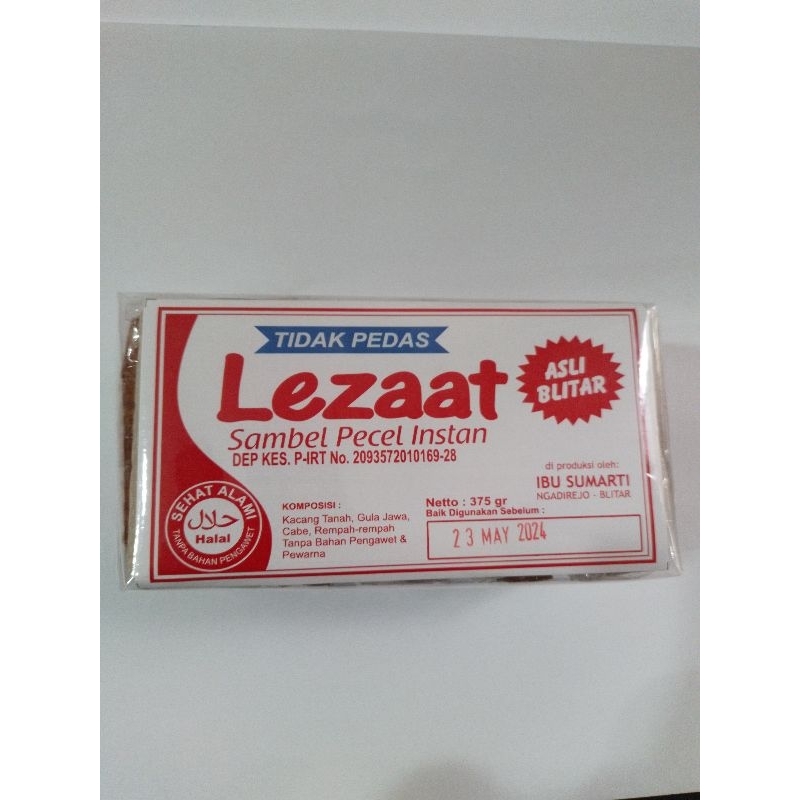 TIDAK PEDAS
Lezaat
ASLI
BLITAR
Sambel Pecel Instan
DEP KES. P-IRT No. 2093572010169-28
di produksi oleh:
IBU SUMARTI
NGADIREJO - BLITAR
SEHAT ALAMI
حلال
Halal
TANPA BAHAN PENGAWET
KOMPOSISI :
Kacang Tanah, Gula Jawa,
Cabe, Rempah-rempah
Tanpa Bahan Pengawet &
Pewarna
Netto : 375 gr
Baik Digunakan Sebelum :
23 MAY 2024